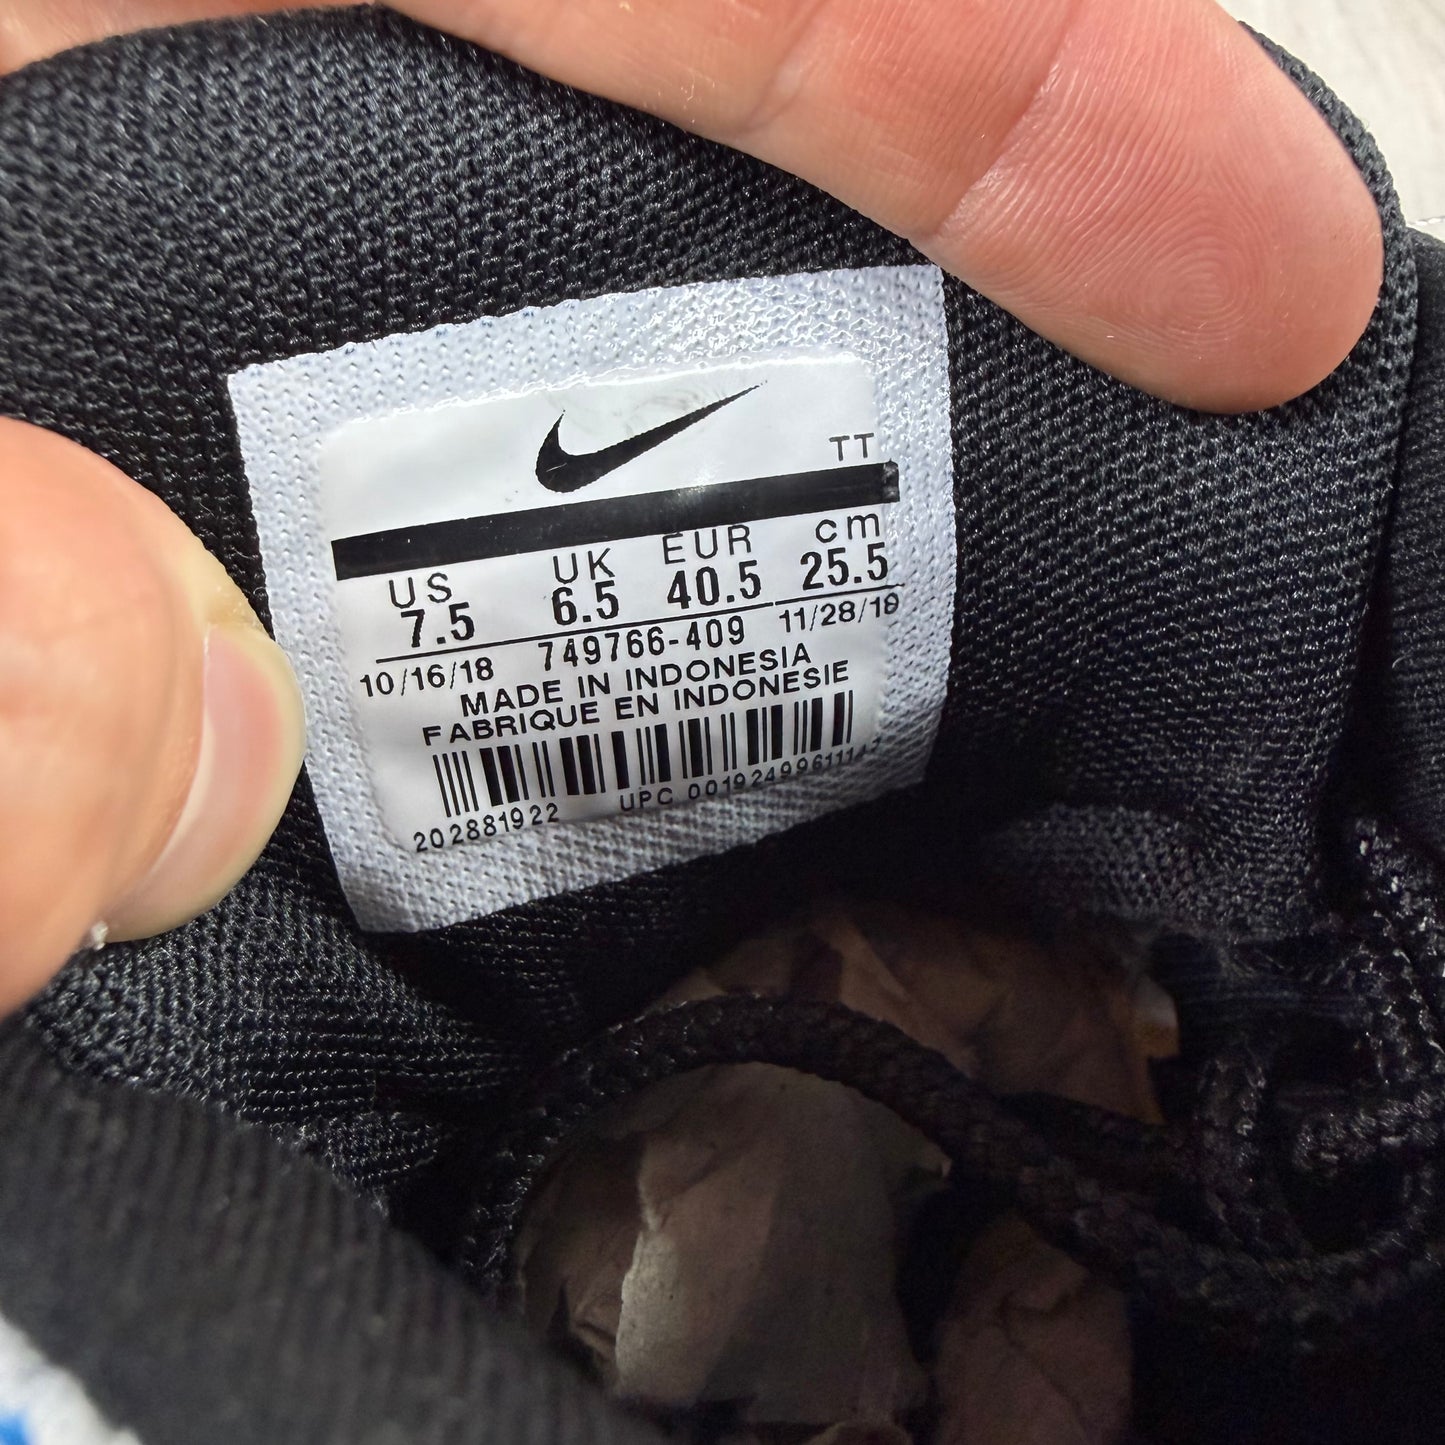 TT
US UK EUR cm
7.5 6.5 40.5 25.5
10/16/18 749766-409 11/28/18
MADE IN INDONESIA
FABRIQUE EN INDONESIE
202881922 UPC